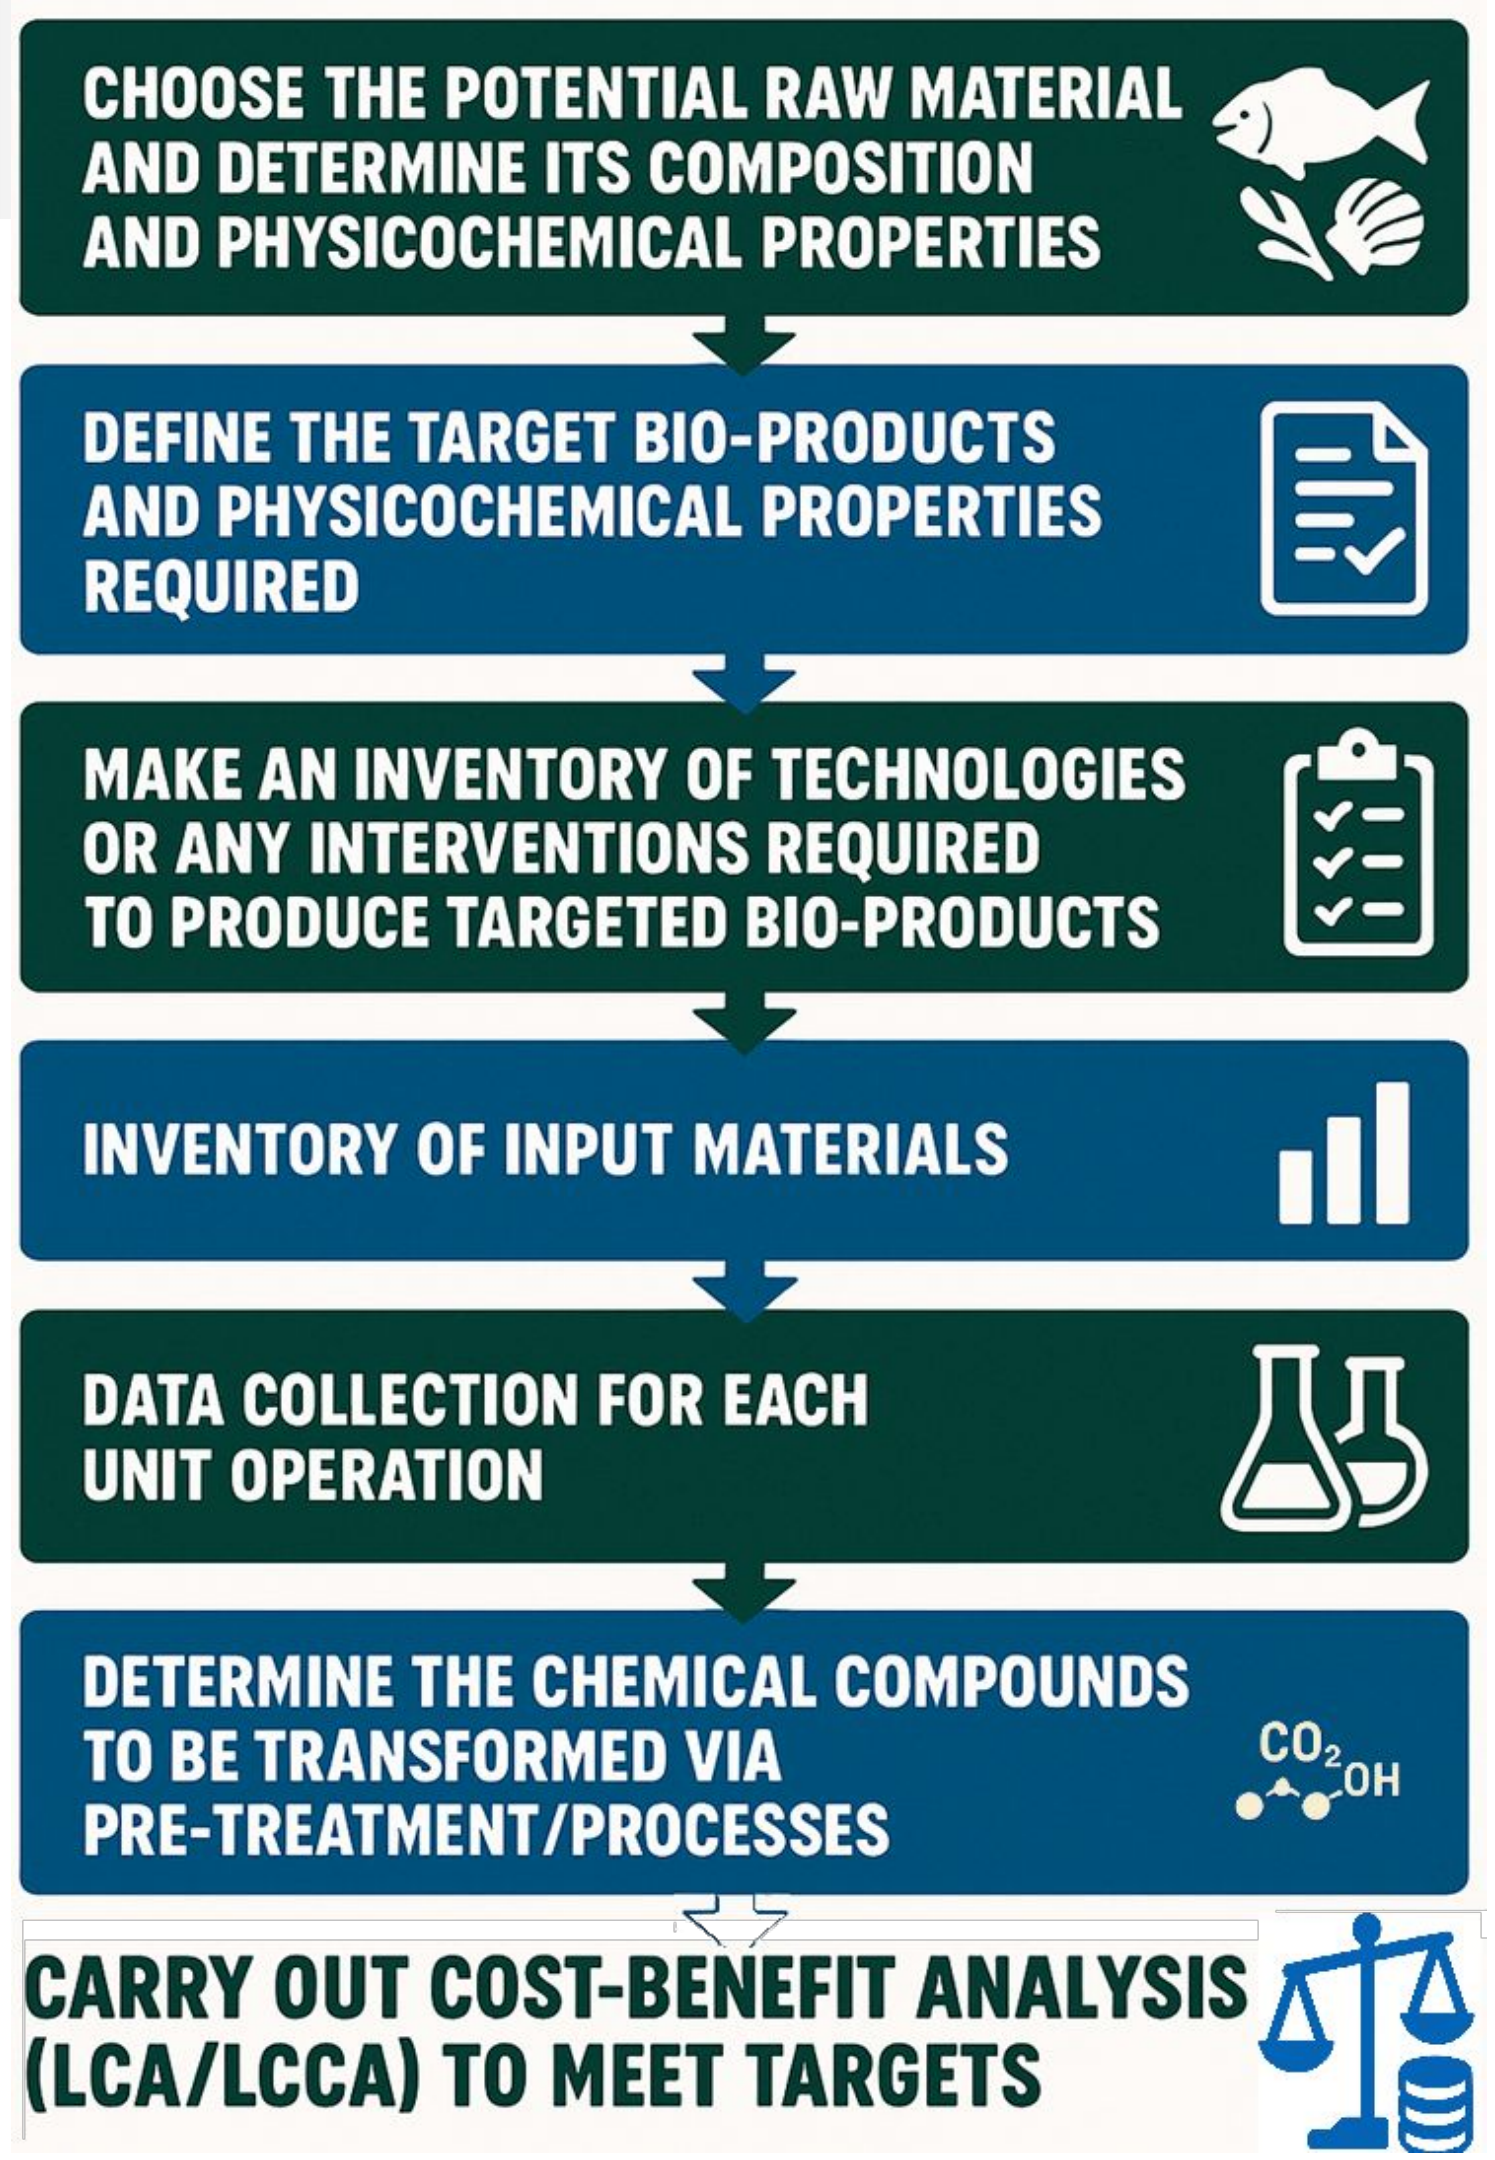 CHOOSE THE POTENTIAL RAW MATERIAL
AND DETERMINE ITS COMPOSITION
AND PHYSICOCHEMICAL PROPERTIES
DEFINE THE TARGET BIO-PRODUCTS
AND PHYSICOCHEMICAL PROPERTIES
REQUIRED
MAKE AN INVENTORY OF TECHNOLOGIES
OR ANY INTERVENTIONS REQUIRED
TO PRODUCE TARGETED BIO-PRODUCTS
INVENTORY OF INPUT MATERIALS
DATA COLLECTION FOR EACH
UNIT OPERATION
DETERMINE THE CHEMICAL COMPOUNDS
TO BE TRANSFORMED VIA
PRE-TREATMENT/PROCESSES
CO₂
OH
CARRY OUT COST-BENEFIT ANALYSIS
(LCA/LCCA) TO MEET TARGETS